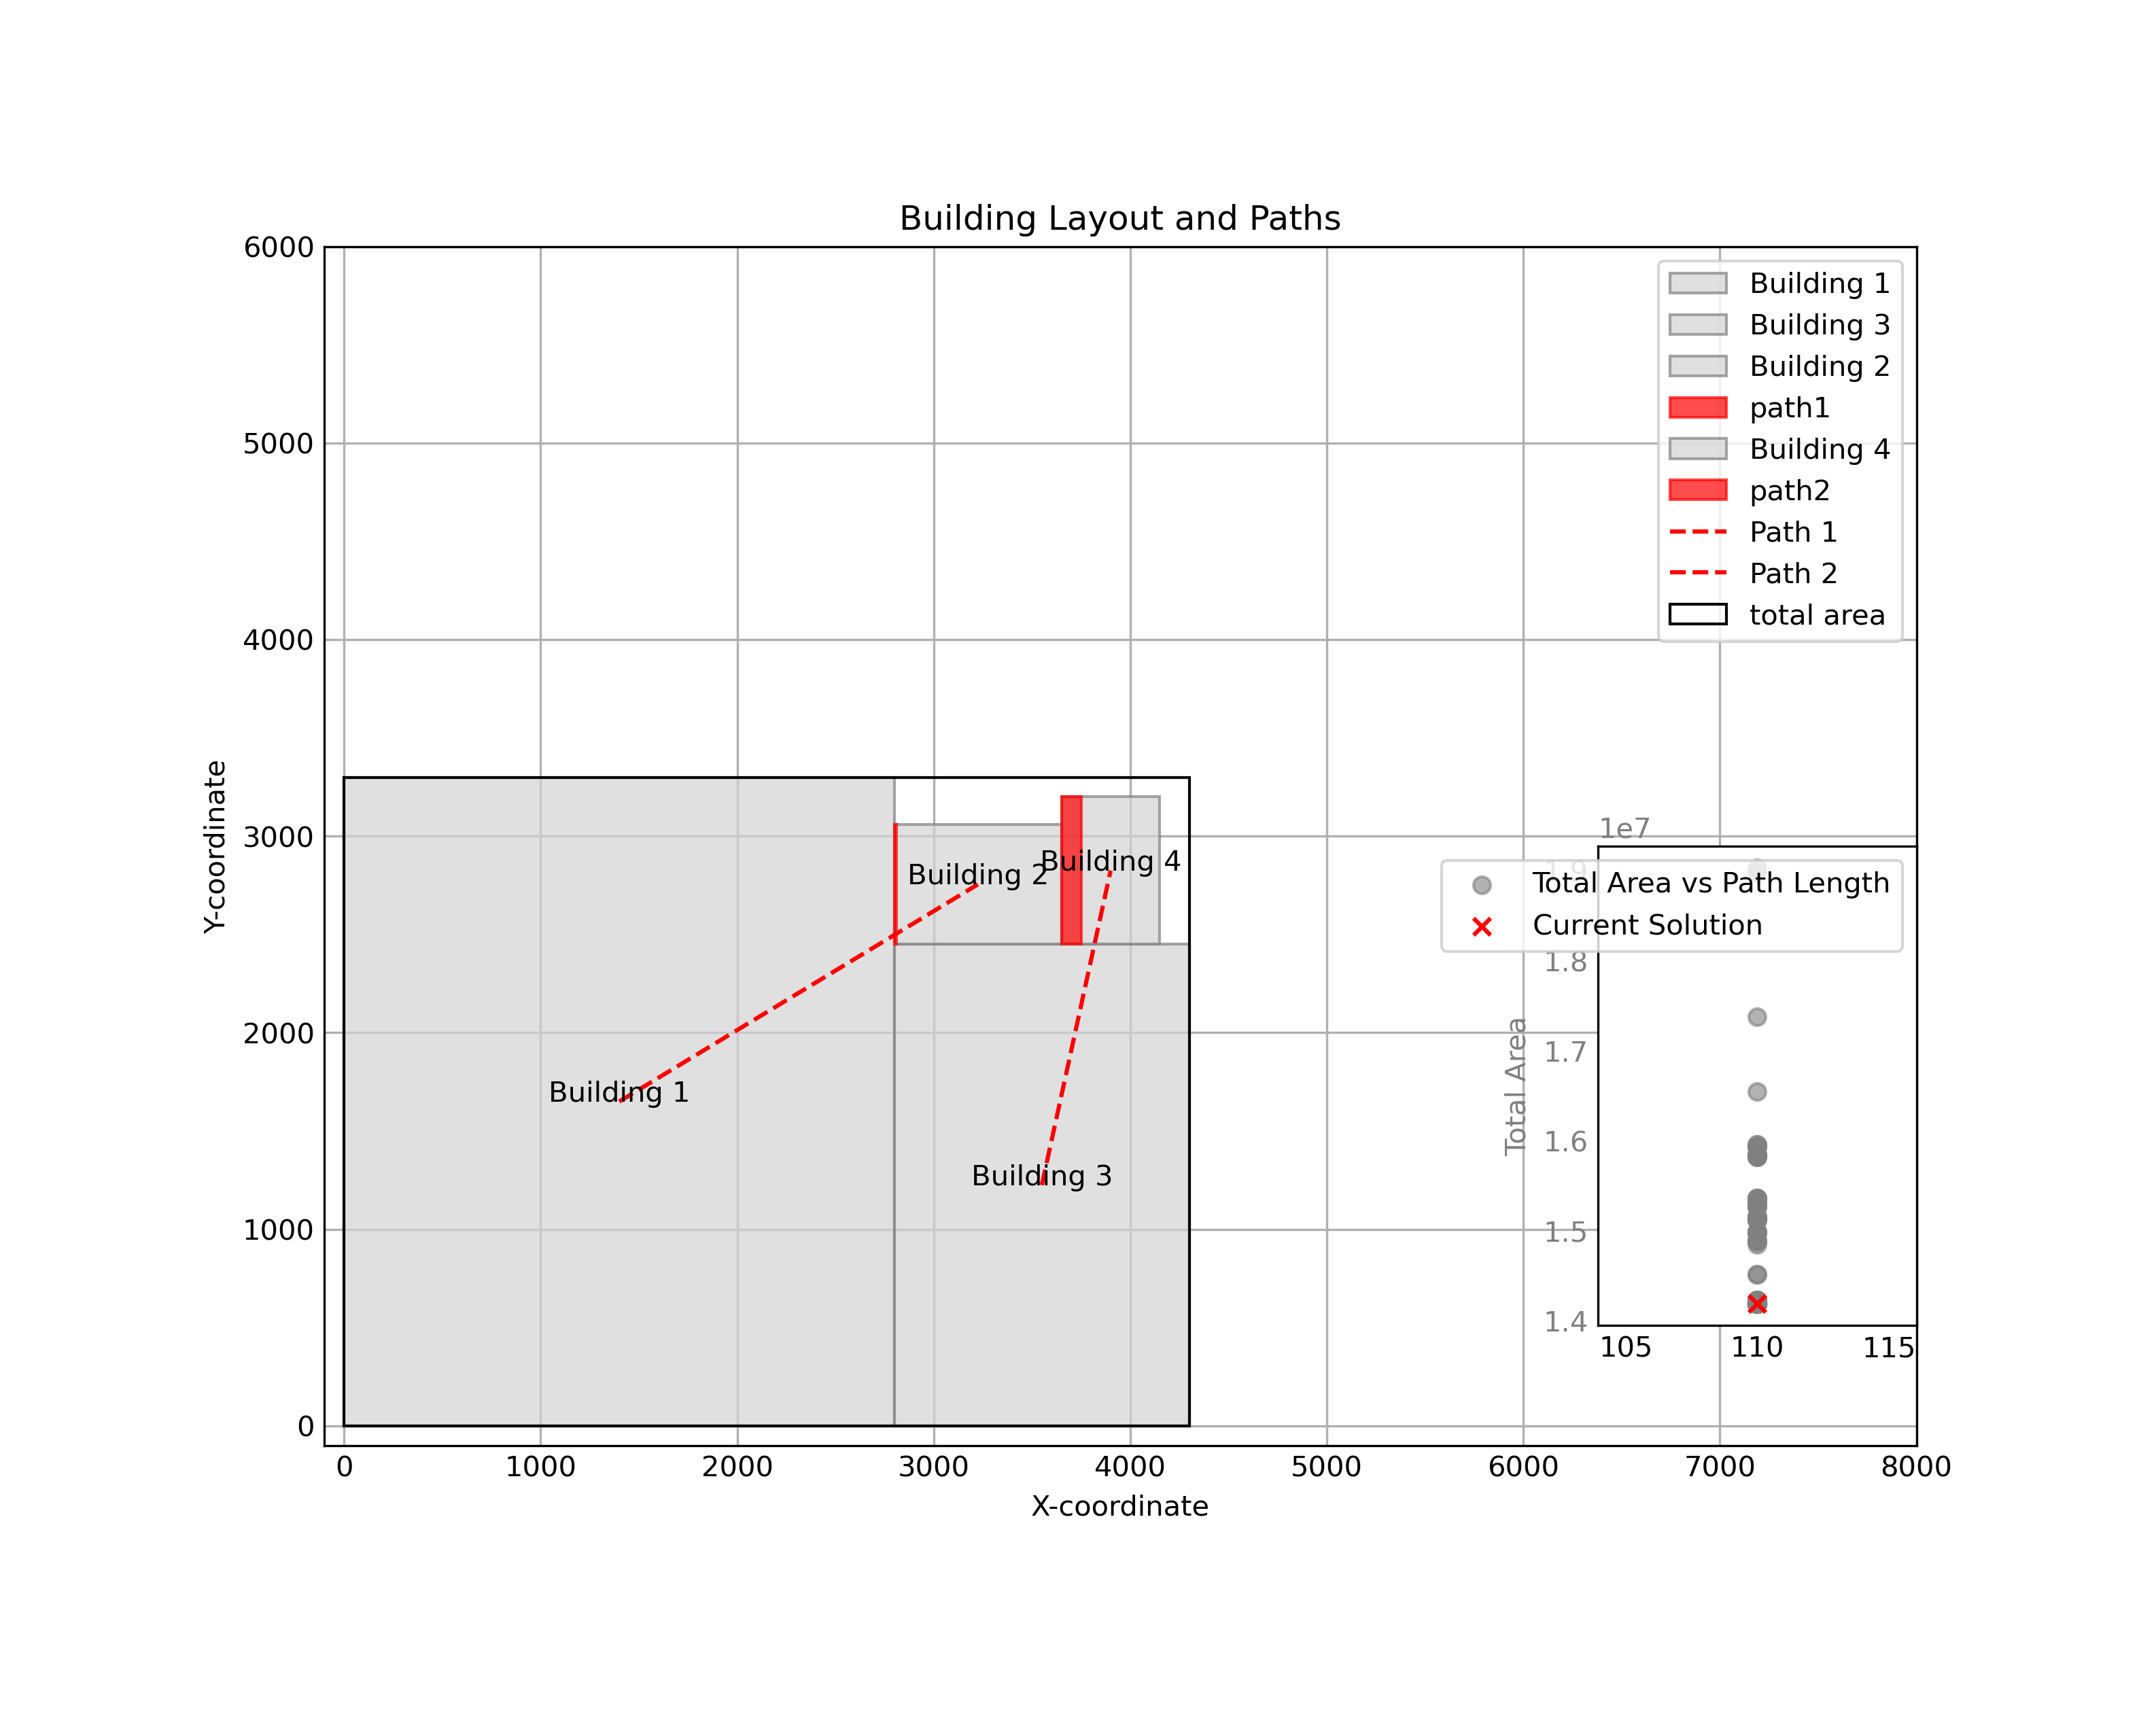 Building Layout and Paths
6000
5000
4000
3000
2000
1000
0
Y-coordinate
0 1000 2000 3000 4000 5000 6000 7000 8000
X-coordinate
Building 1
Building 3
Building 2
path1
Building 4
path2
Path 1
Path 2
total area
Building 2
Building 4
Building 1
Building 3
1e7
Total Area vs Path Length
Current Solution
1.9
1.8
1.7
1.6
1.5
1.4
Total Area
105 110 115